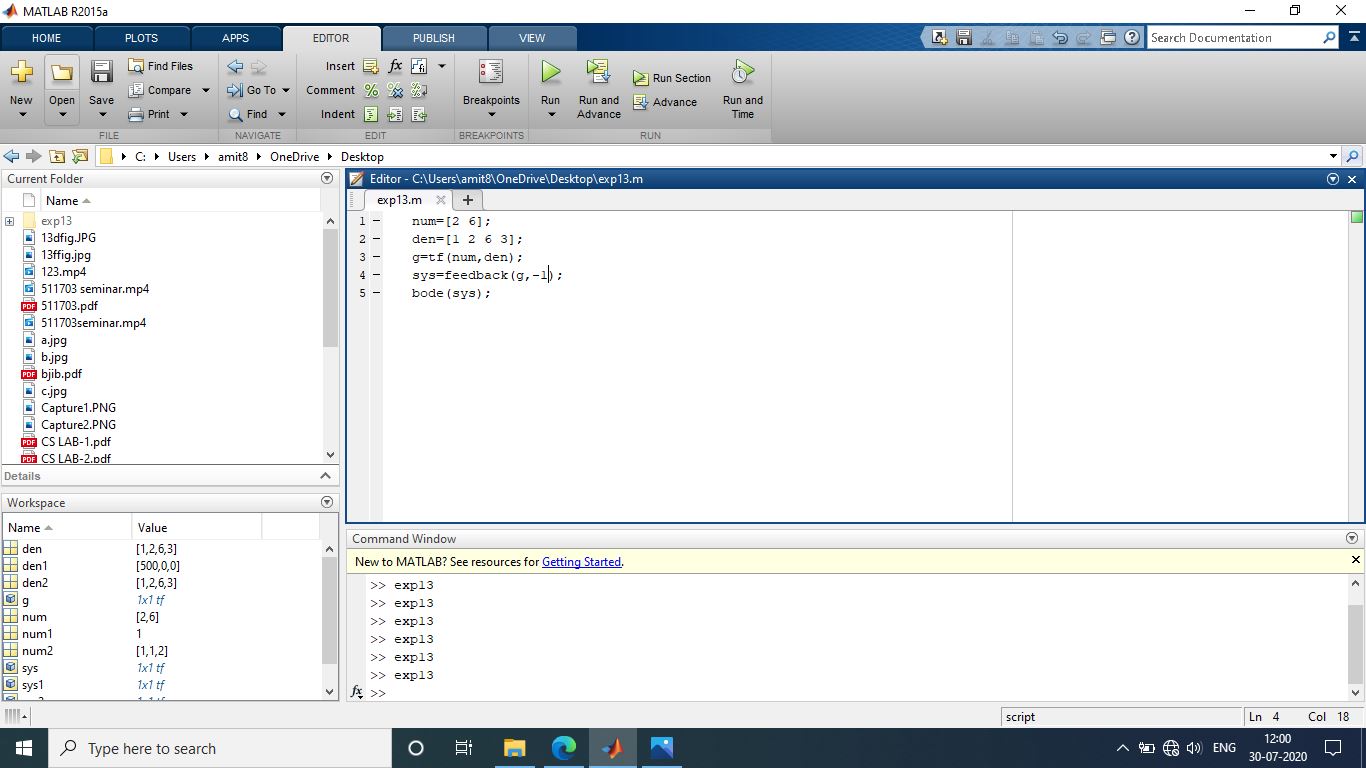 MATLAB R2015a
HOME PLOTS APPS EDITOR PUBLISH VIEW
Search Documentation
New Open Save
Find Files
Compare
Print
FILE
Go To
Find
NAVIGATE
Insert fx
Comment
Indent
EDIT
Breakpoints
BREAKPOINTS
Run
Run and Advance
Run Section
Advance
Run and Time
RUN
C: Users amit8 OneDrive Desktop
Current Folder
Name
exp13
13dfig.JPG
13ffig.jpg
123.mp4
511703 seminar.mp4
511703.pdf
511703seminar.mp4
a.jpg
b.jpg
bjib.pdf
c.jpg
Capture1.PNG
Capture2.PNG
CS LAB-1.pdf
CS LAB-2.pdf
Details
Workspace
Name Value
den [1,2,6,3]
den1 [500,0,0]
den2 [1,2,6,3]
g 1x1 tf
num [2,6]
num1 1
num2 [1,1,2]
sys 1x1 tf
sys1 1x1 tf
Editor - C:\Users\amit8\OneDrive\Desktop\exp13.m
exp13.m
1 num=[2 6];
2 den=[1 2 6 3];
3 g=tf(num,den);
4 sys=feedback(g,-1);
5 bode(sys);
Command Window
New to MATLAB? See resources for Getting Started.
>> exp13
>> exp13
>> exp13
>> exp13
>> exp13
>> exp13
fx >>
script Ln 4 Col 18
Type here to search
ENG
12:00
30-07-2020